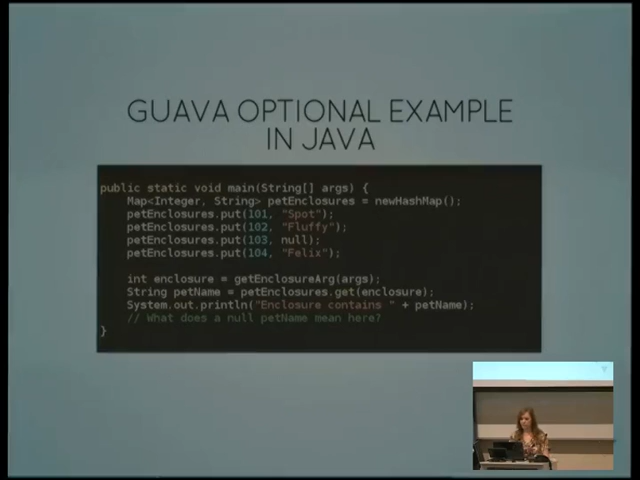 GUAVA OPTIONAL EXAMPLE
IN JAVA
public static void main(String[] args) {
Map<Integer, String> petEnclosures = newHashMap();
petEnclosures.put(101, "Spot");
petEnclosures.put(102, "Fluffy");
petEnclosures.put(103, null);
petEnclosures.put(104, "Felix");
int enclosure = getEnclosureArg(args);
String petName = petEnclosures.get(enclosure);
System.out.println("Enclosure contains " + petName);
// What does a null petName mean here?
}